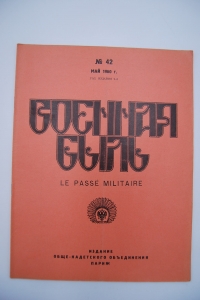 № 42
МАЙ 1960 г.
ВОЕННАЯ
БЫЛЬ
LE PASSE MILITAIRE
ИЗДАНИЕ
ОБЩЕ-КАДЕТСКОГО ОБЪЕДИНЕНИЯ
ПАРИЖ